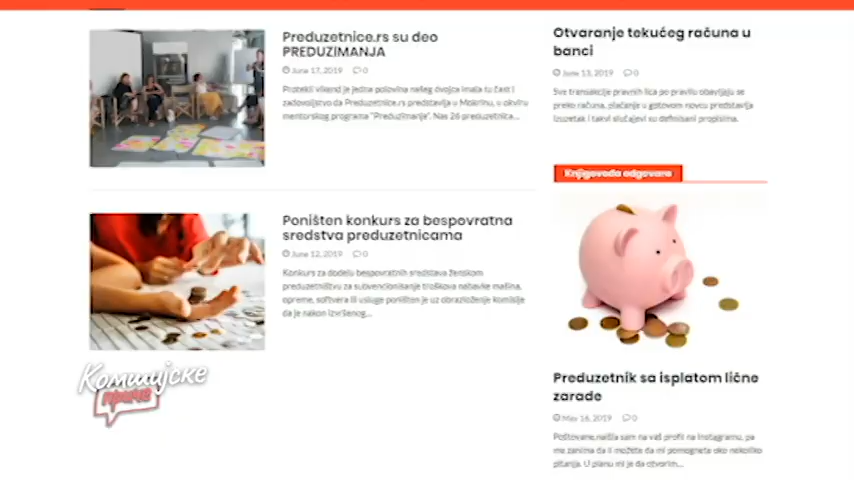 Preduzetnice.rs su deo
PREDUZIMANJA
June 17, 2019 0
Protekli vikend je jedna polovina našeg dvojca imala tu čast i
zadovoljstvo da Preduzetnice.rs predstavlja u Mokrinu, u okviru
mentorskog programa "Preduzimanje". Nas 26 preduzetnica...
Poništen konkurs za bespovratna
sredstva preduzetnicama
June 12, 2019 0
Konkurs za dodelu bespovratnih sredstava ženskom
preduzetništvu za subvencionisanje troškova nabavke mašina,
opreme, softvera ili usluge poništen je uz obrazloženje komisije
da je nakon izvršenog...
Комшијске
приче
Otvaranje tekućeg računa u
banci
June 13, 2019 0
Sve transakcije pravnih lica po pravilu obavljaju se
preko računa, plaćanje u gotovom novcu predstavlja
izuzetak i takvi slučajevi su definisani propisima.
Knjigovođa odgovara
Preduzetnik sa isplatom lične
zarade
May 16, 2019 0
Poštovane,naišla sam na vaš profil na Instagramu, pa
me zanima da li možete da mi pomognete oko nekoliko
pitanja. U planu mi je da otvorim...